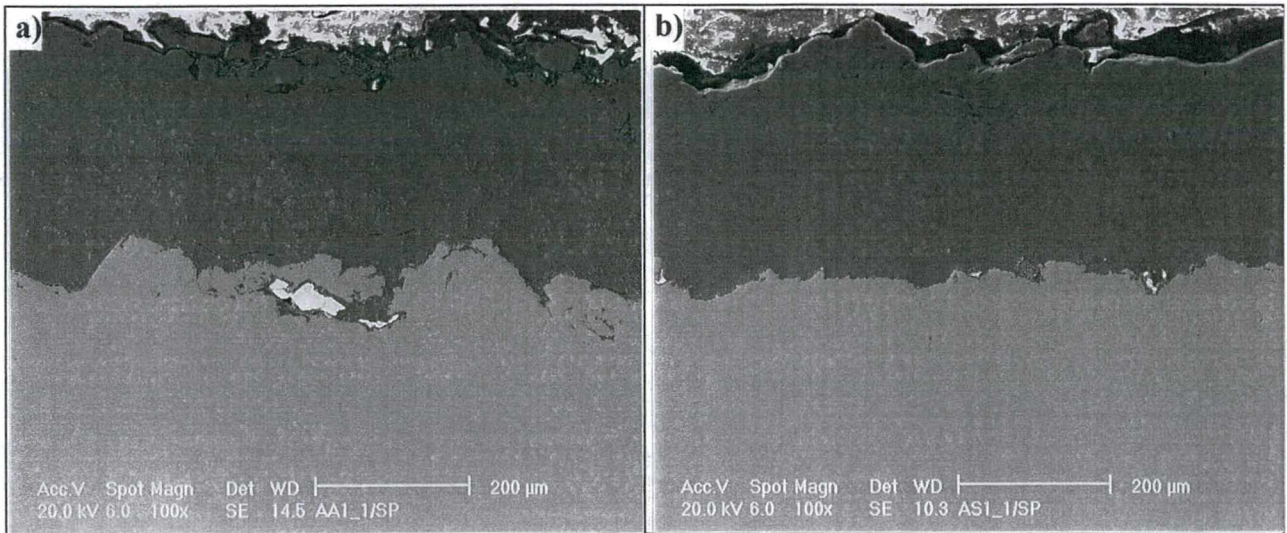 a)
Acc.V Spot Magn Det WD 200 µm
20.0 kV 6.0 100x SE 14.5 AA1_1/SP
b)
Acc.V Spot Magn Det WD 200 µm
20.0 kV 6.0 100x SE 10.3 AS1_1/SP